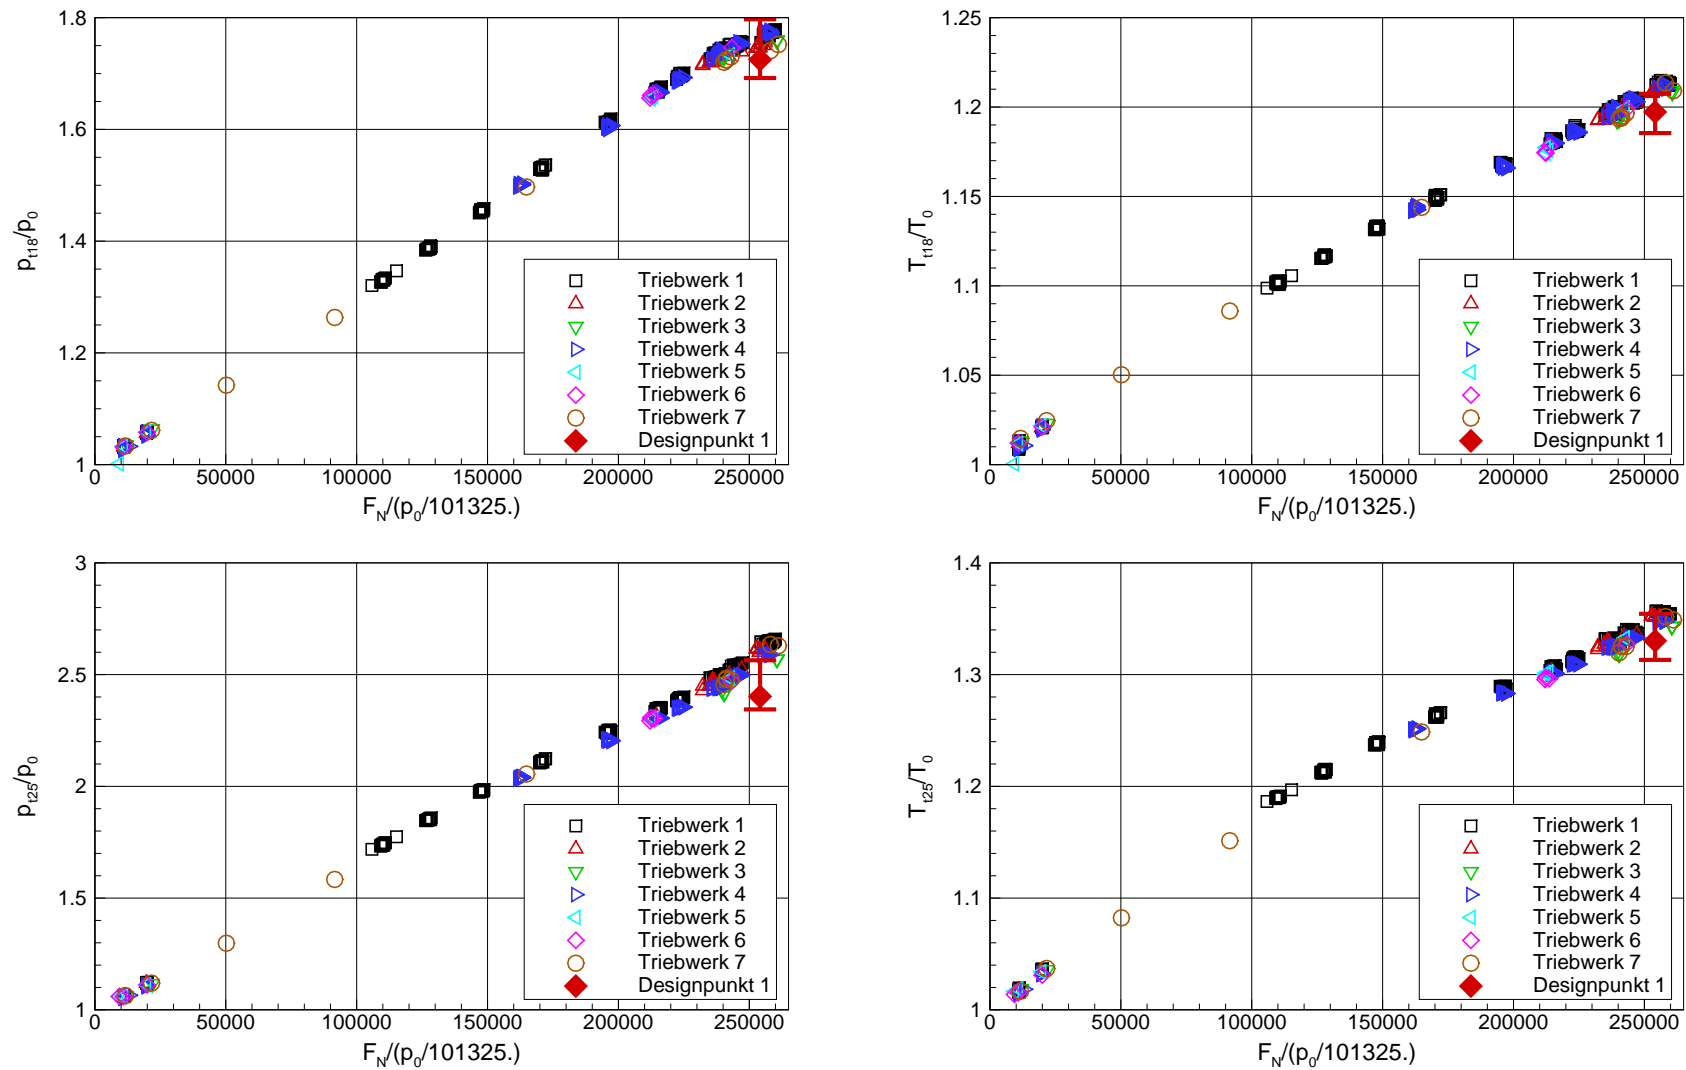 1.8
1.6
1.4
1.2
1
p_t18/p_0
0 50000 100000 150000 200000 250000
F_N/(p_0/101325.)
Triebwerk 1
Triebwerk 2
Triebwerk 3
Triebwerk 4
Triebwerk 5
Triebwerk 6
Triebwerk 7
Designpunkt 1
1.25
1.2
1.15
1.1
1.05
1
T_t18/T_0
0 50000 100000 150000 200000 250000
F_N/(p_0/101325.)
Triebwerk 1
Triebwerk 2
Triebwerk 3
Triebwerk 4
Triebwerk 5
Triebwerk 6
Triebwerk 7
Designpunkt 1
3
2.5
2
1.5
1
p_t25/p_0
0 50000 100000 150000 200000 250000
F_N/(p_0/101325.)
Triebwerk 1
Triebwerk 2
Triebwerk 3
Triebwerk 4
Triebwerk 5
Triebwerk 6
Triebwerk 7
Designpunkt 1
1.4
1.3
1.2
1.1
1
T_t25/T_0
0 50000 100000 150000 200000 250000
F_N/(p_0/101325.)
Triebwerk 1
Triebwerk 2
Triebwerk 3
Triebwerk 4
Triebwerk 5
Triebwerk 6
Triebwerk 7
Designpunkt 1